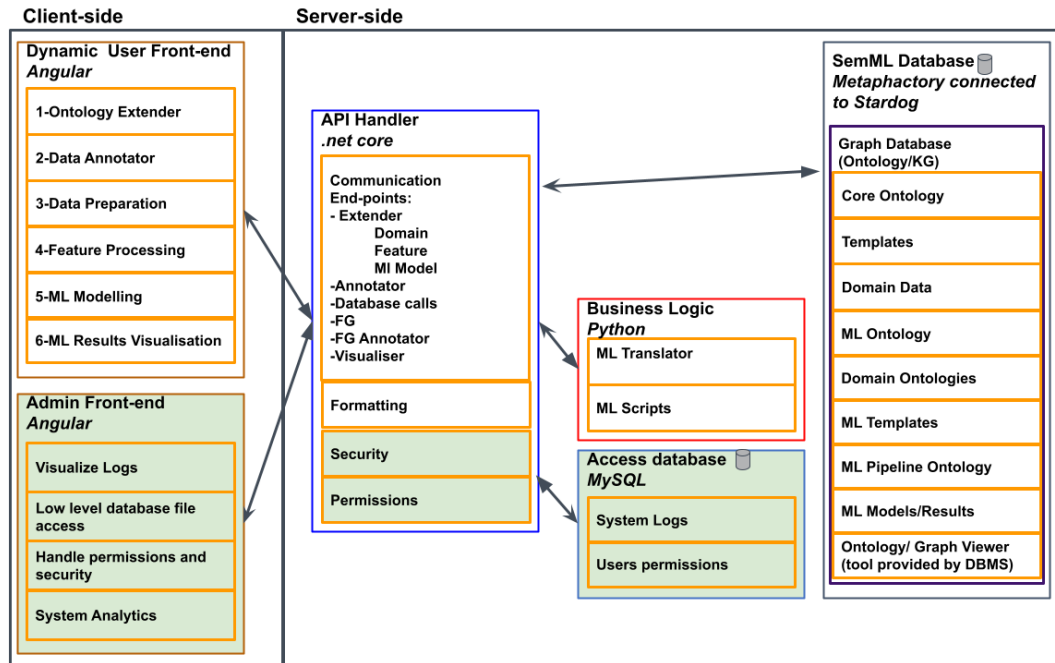 Client-side
Server-side
Dynamic User Front-end
Angular
1-Ontology Extender
2-Data Annotator
3-Data Preparation
4-Feature Processing
5-ML Modelling
6-ML Results Visualisation
Admin Front-end
Angular
Visualize Logs
Low level database file
access
Handle permissions and
security
System Analytics
API Handler
.net core
Communication
End-points:
- Extender
Domain
Feature
Ml Model
-Annotator
-Database calls
-FG
-FG Annotator
-Visualiser
Formatting
Security
Permissions
Business Logic
Python
ML Translator
ML Scripts
Access database
MySQL
System Logs
Users permissions
SemML Database
Metaphactory connected
to Stardog
Graph Database
(Ontology/KG)
Core Ontology
Templates
Domain Data
ML Ontology
Domain Ontologies
ML Templates
ML Pipeline Ontology
ML Models/Results
Ontology/ Graph Viewer
(tool provided by DBMS)